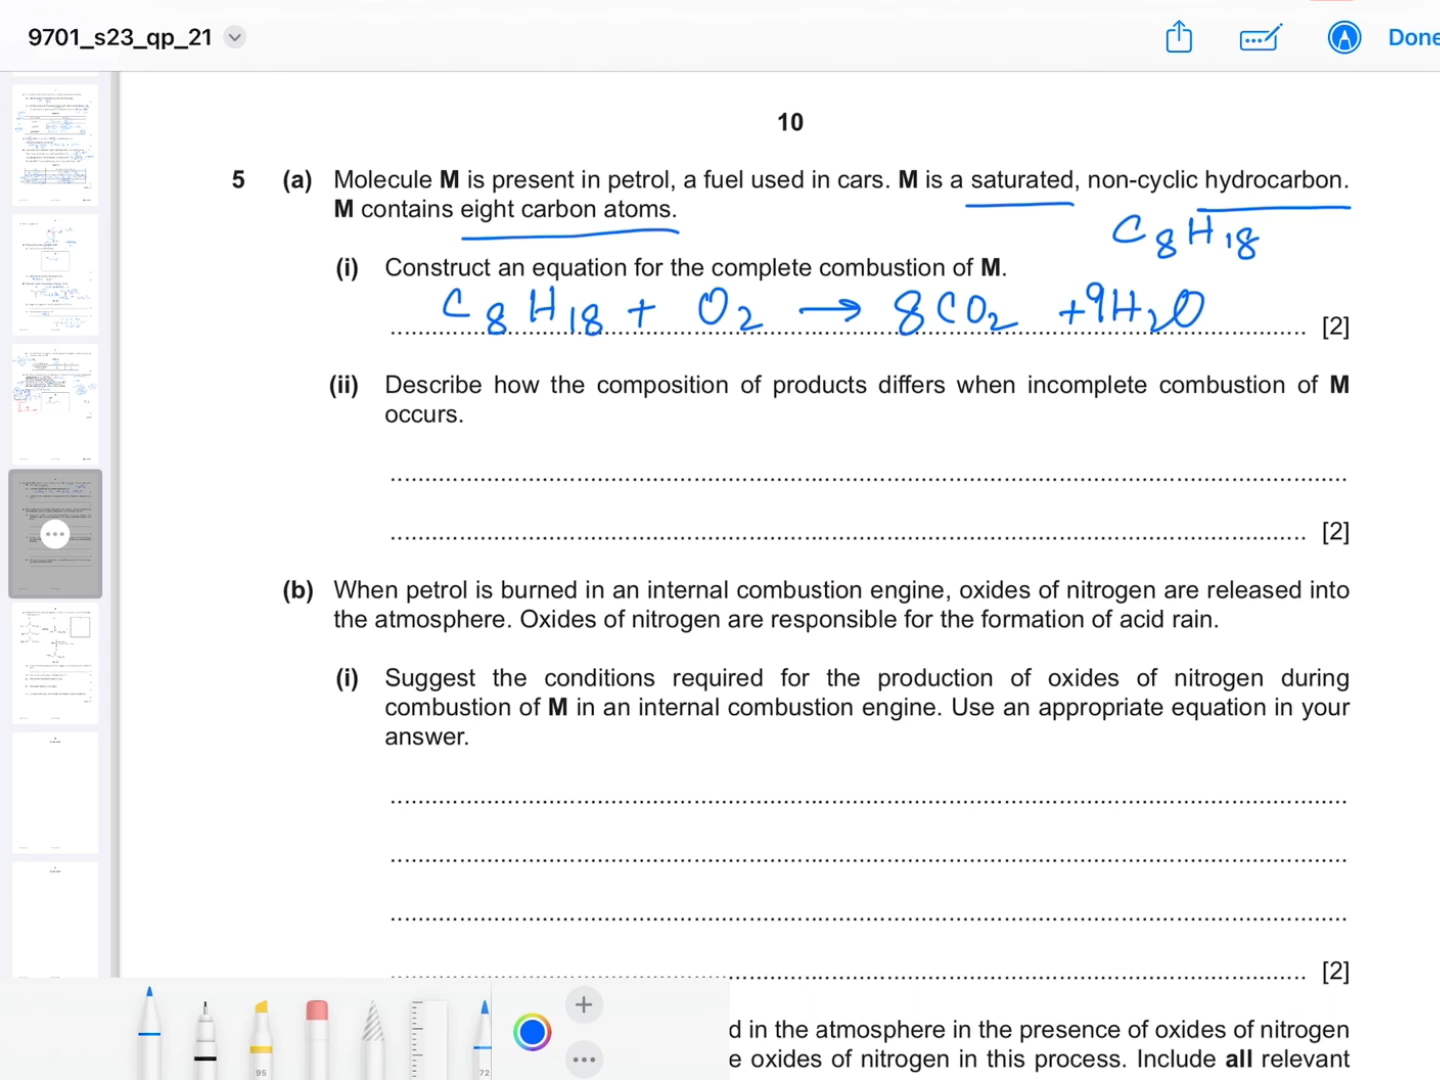 9701_s23_qp_21
Done
10
5 (a) Molecule M is present in petrol, a fuel used in cars. M is a saturated, non-cyclic hydrocarbon.
M contains eight carbon atoms.
C8H18
(i) Construct an equation for the complete combustion of M.
C8H18 + O2 → 8CO2 +9H2O
[2]
(ii) Describe how the composition of products differs when incomplete combustion of M
occurs.
[2]
(b) When petrol is burned in an internal combustion engine, oxides of nitrogen are released into
the atmosphere. Oxides of nitrogen are responsible for the formation of acid rain.
(i) Suggest the conditions required for the production of oxides of nitrogen during
combustion of M in an internal combustion engine. Use an appropriate equation in your
answer.
[2]
d in the atmosphere in the presence of oxides of nitrogen
e oxides of nitrogen in this process. Include all relevant
95
72